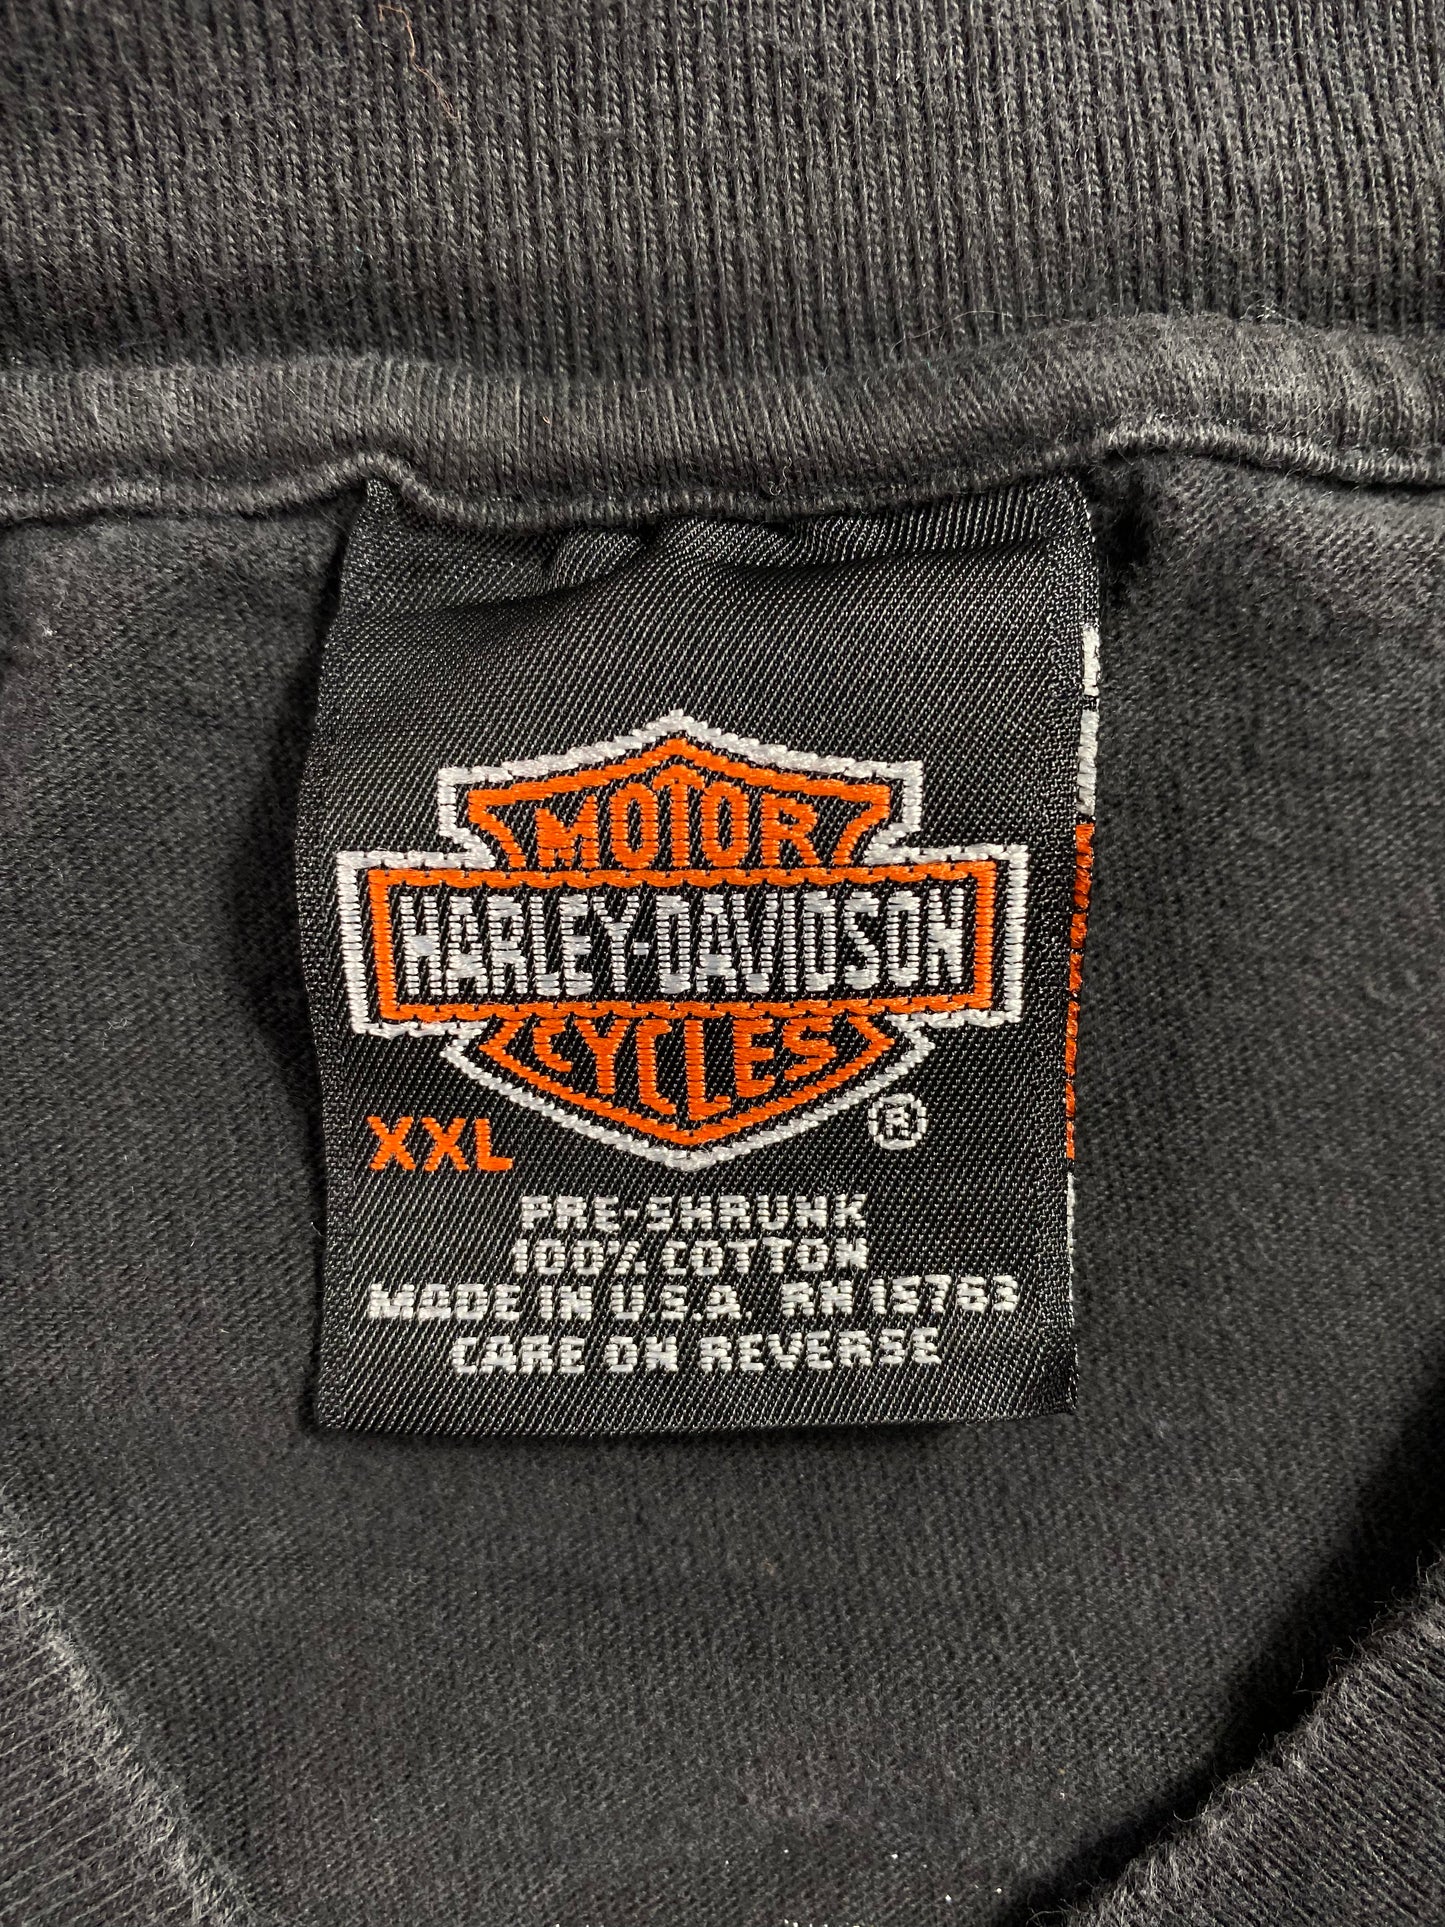 MOTOR
HARLEY-DAVIDSON
CYCLES
®
XXL
PRE-SHRUNK
100% COTTON
MADE IN U.S.A. RN 15763
CARE ON REVERSE